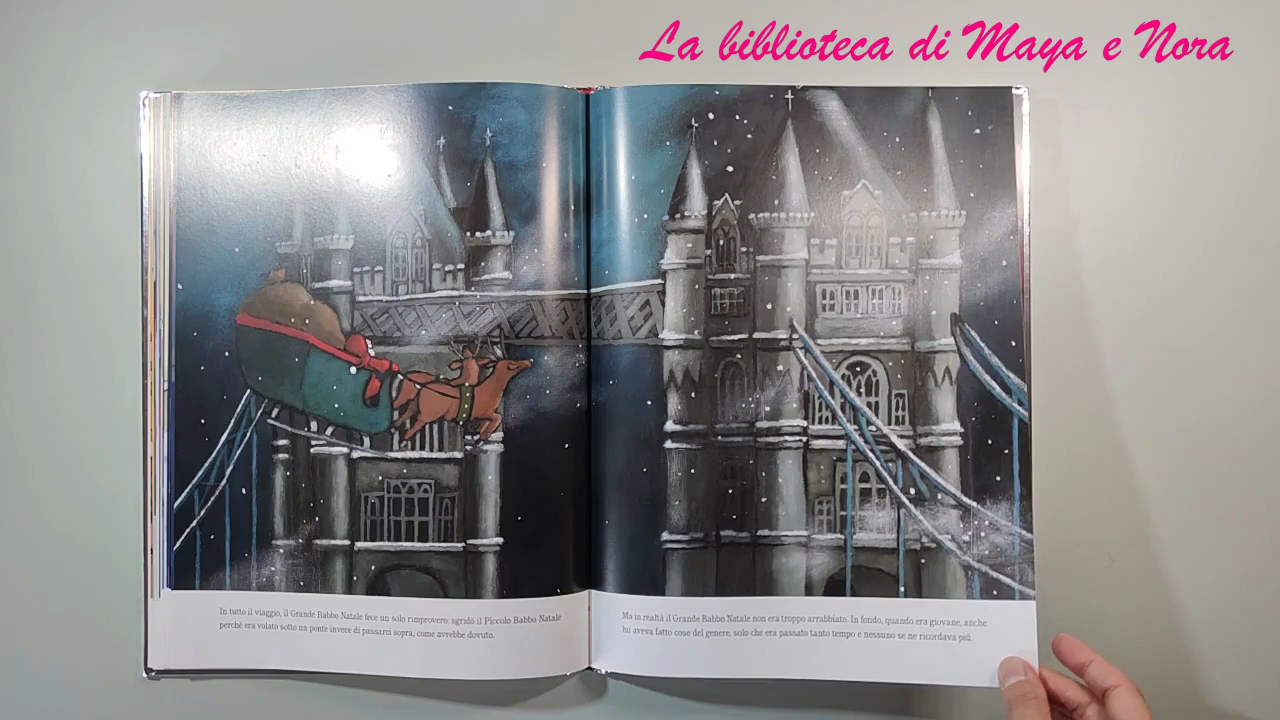 La biblioteca di Maya e Nora
In tutto il viaggio, il Grande Babbo Natale fece un solo rimprovero: sgridò il Piccolo Babbo Natale
perchè era volato sotto un ponte invece di passarci sopra, come avrebbe dovuto.
Ma in realtà il Grande Babbo Natale non era troppo arrabbiato. In fondo, quando era giovane, anche
lui aveva fatto cose del genere, solo che era passato tanto tempo e nessuno se ne ricordava più.